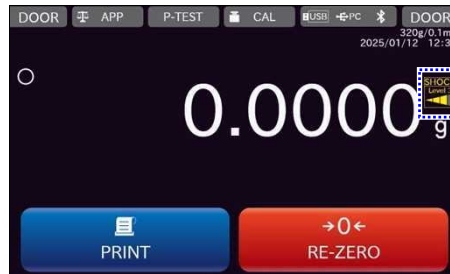 DOOR APP P-TEST CAL USB PC DOOR
320g/0.1m
2025/01/12 12:3
SHOC
Level
0.0000 g
PRINT →0← RE-ZERO